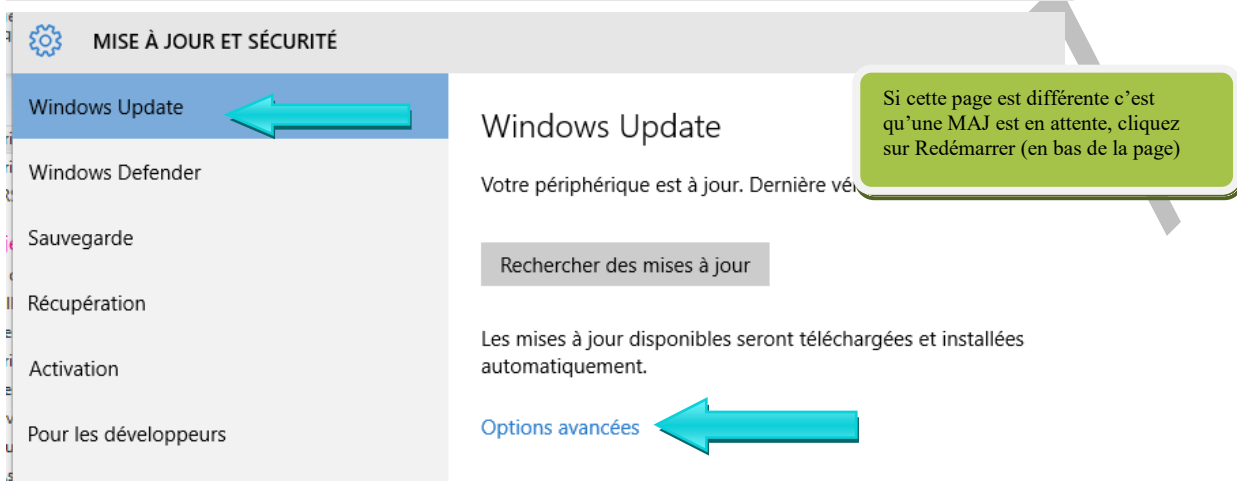 MISE À JOUR ET SÉCURITÉ
Windows Update
Windows Defender
Sauvegarde
Récupération
Activation
Pour les développeurs
Windows Update
Votre périphérique est à jour. Dernière
Rechercher des mises à jour
Les mises à jour disponibles seront téléchargées et installées
automatiquement.
Options avancées
Si cette page est différente c’est
qu’une MAJ est en attente, cliquez
sur Redémarrer (en bas de la page)